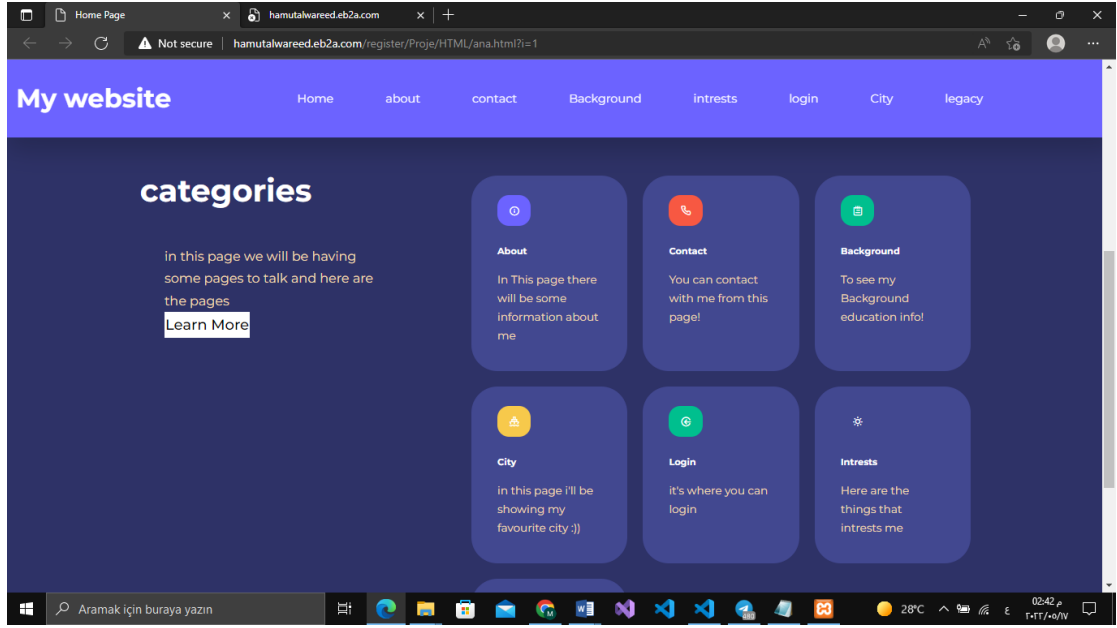 Home Page
hamutalwareed.eb2a.com
Not secure
hamutalwareed.eb2a.com/register/Proje/HTML/ana.html?i=1
My website
Home about contact Background intrests login City legacy
categories
in this page we will be having
some pages to talk and here are
the pages
Learn More
About
In This page there
will be some
information about
me
Contact
You can contact
with me from this
page!
Background
To see my
Background
education info!
City
in this page i'll be
showing my
favourite city :))
Login
it's where you can
login
Intrests
Here are the
things that
intrests me
Aramak için buraya yazın
28°C
ع
02:42 م
٢٠٢٢/٠٥/١٧